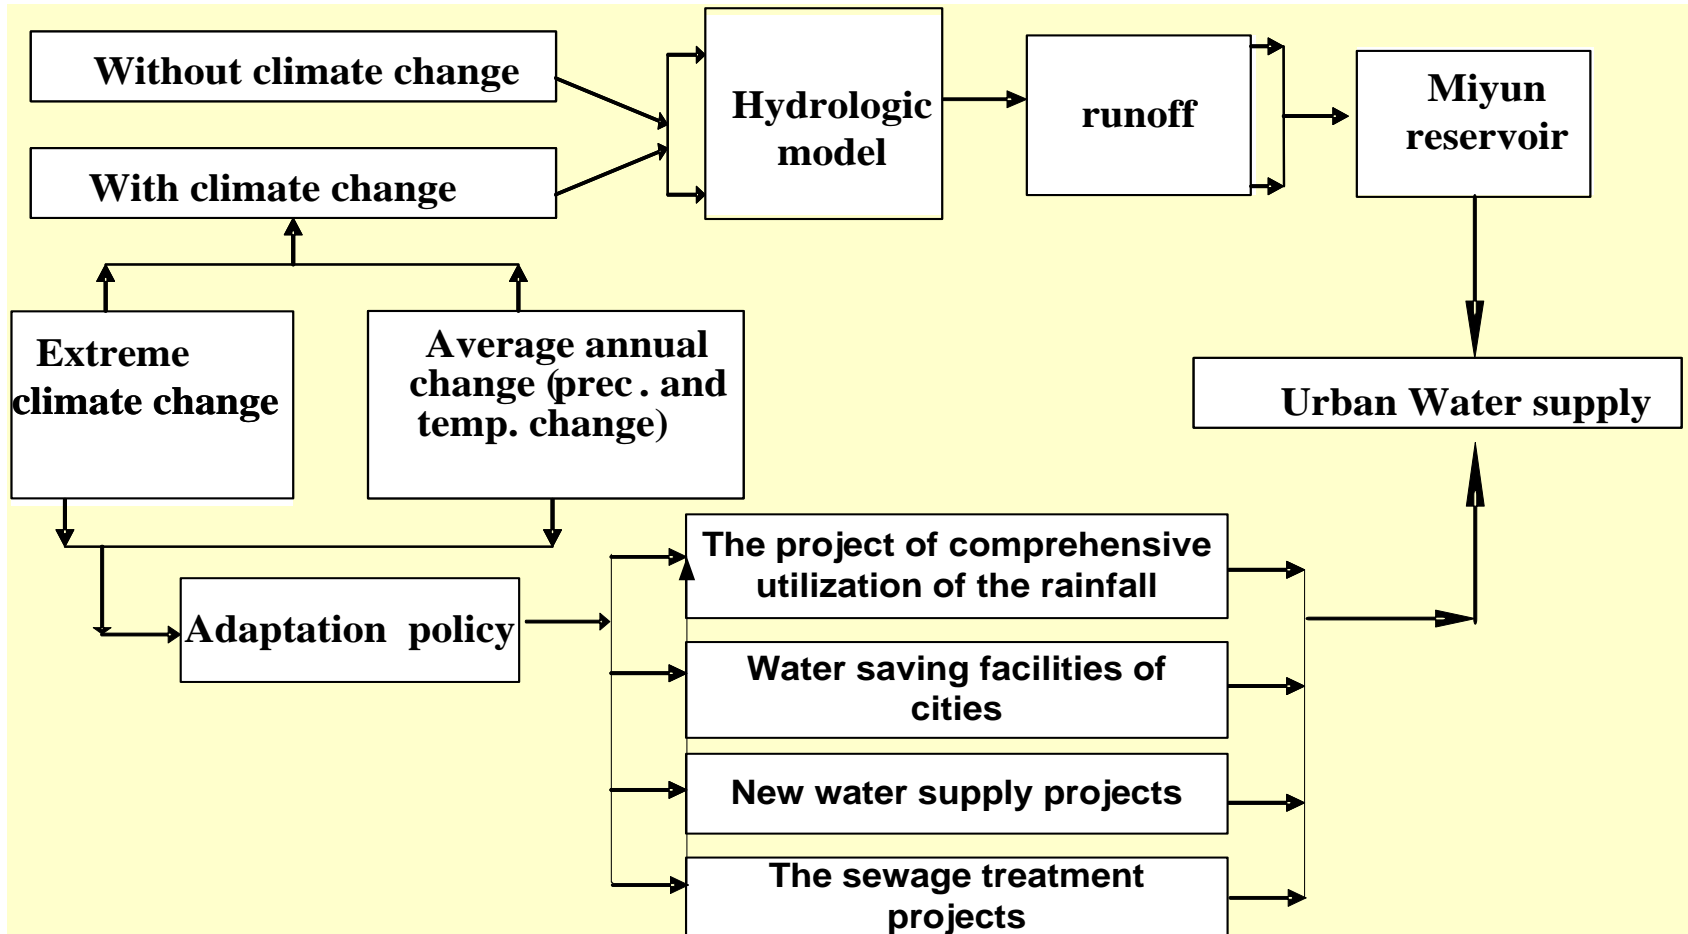 Without climate change
With climate change
Hydrologic
model
runoff
Miyun
reservoir
Extreme
climate change
Average annual
change (prec. and
temp. change)
Urban Water supply
Adaptation policy
The project of comprehensive
utilization of the rainfall
Water saving facilities of
cities
New water supply projects
The sewage treatment
projects